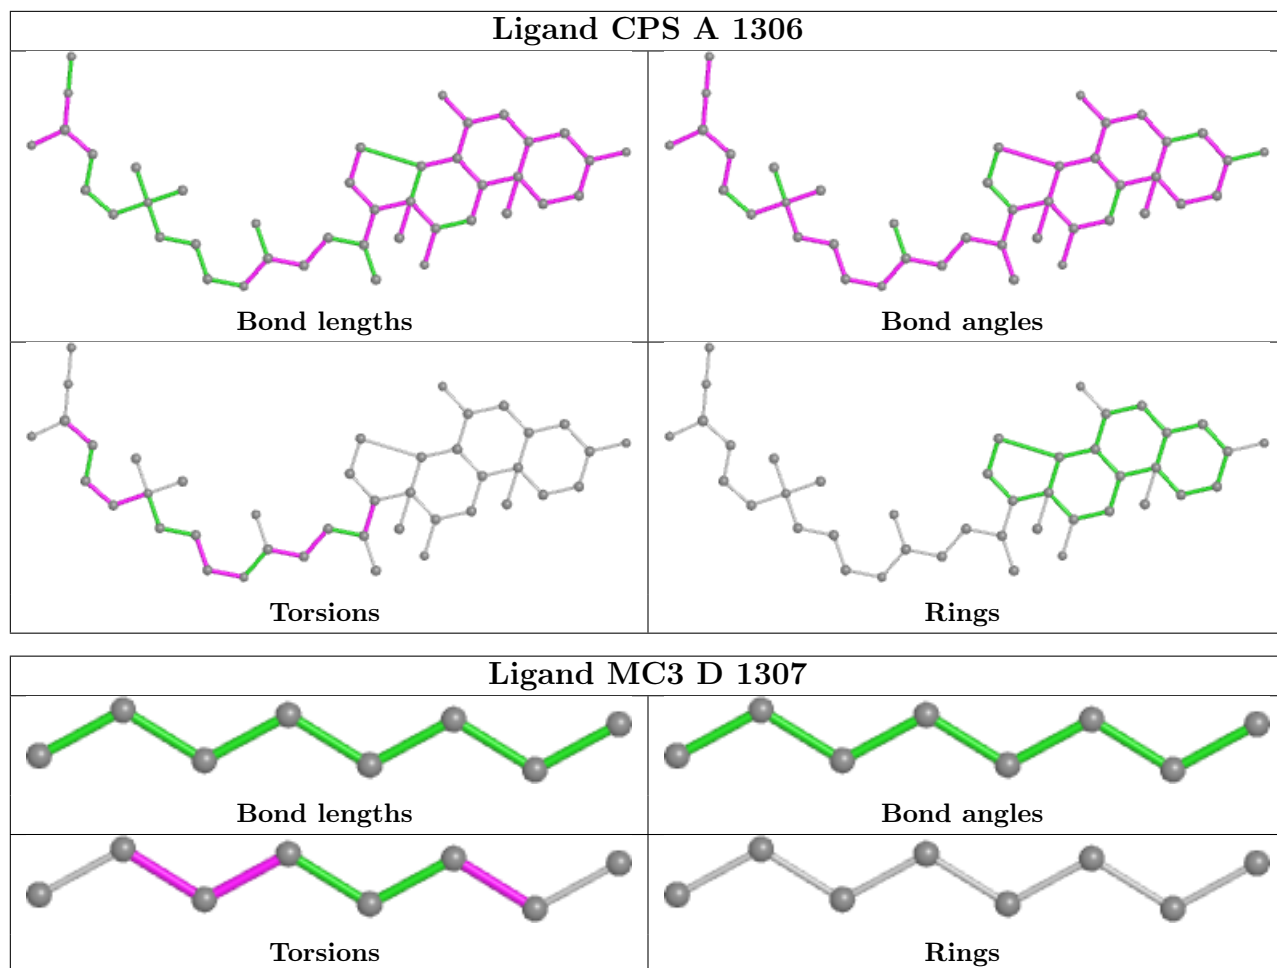 Ligand CPS A 1306
Bond lengths
Bond angles
Torsions
Rings
Ligand MC3 D 1307
Bond lengths
Bond angles
Torsions
Rings